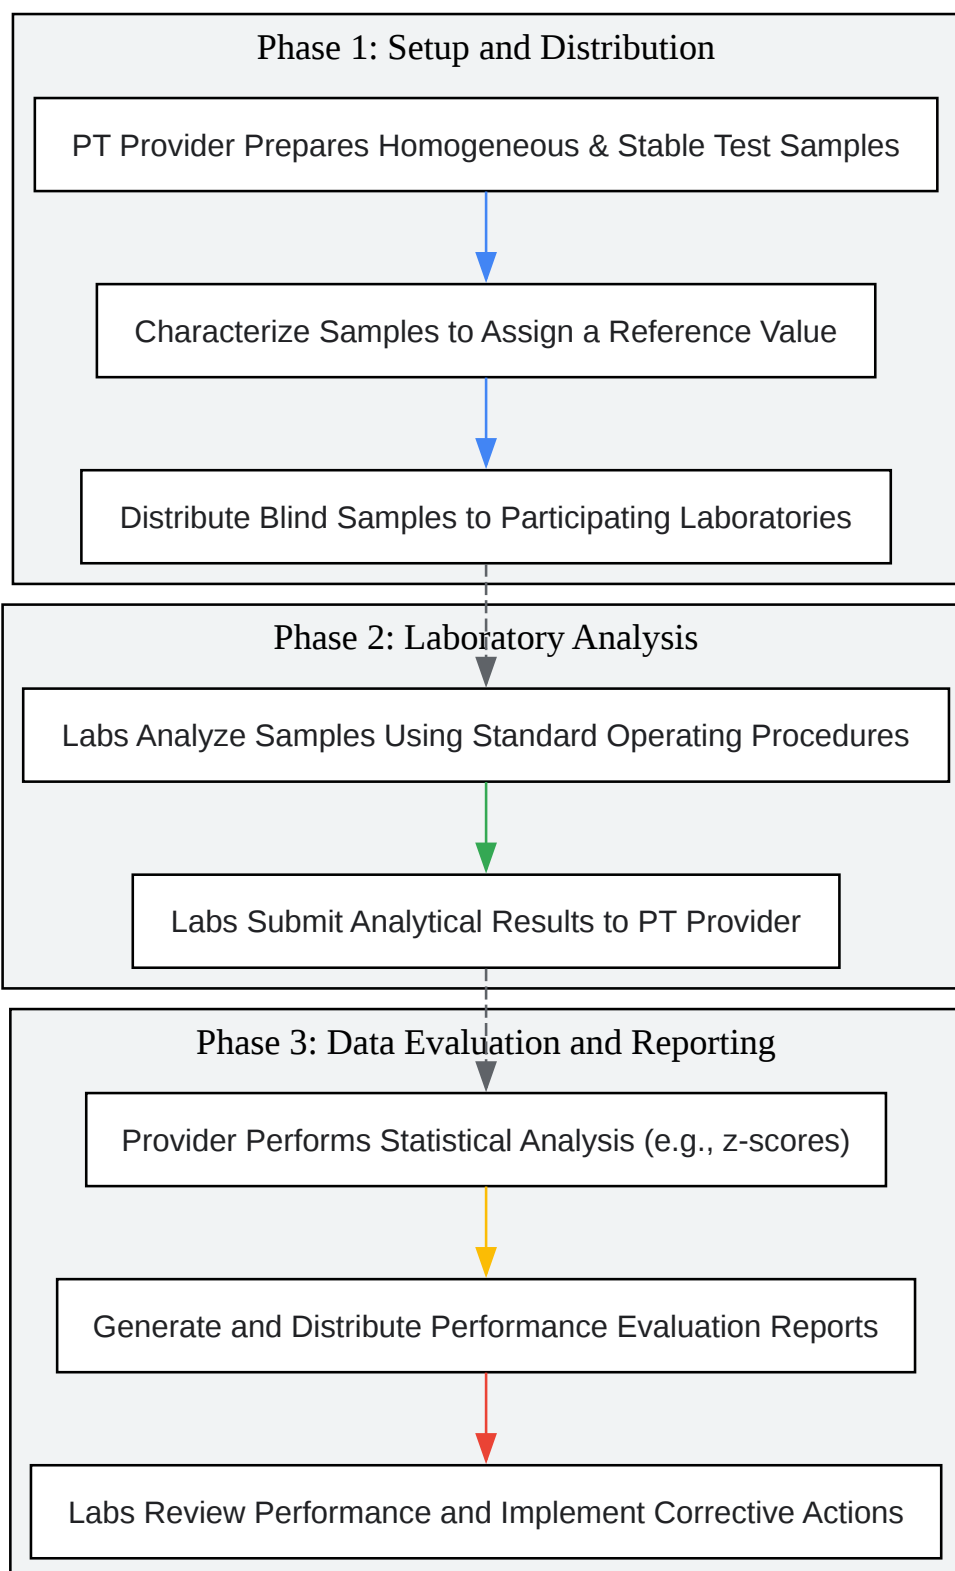 Phase 1: Setup and Distribution
PT Provider Prepares Homogeneous & Stable Test Samples
Characterize Samples to Assign a Reference Value
Distribute Blind Samples to Participating Laboratories
Phase 2: Laboratory Analysis
Labs Analyze Samples Using Standard Operating Procedures
Labs Submit Analytical Results to PT Provider
Phase 3: Data Evaluation and Reporting
Provider Performs Statistical Analysis (e.g., z-scores)
Generate and Distribute Performance Evaluation Reports
Labs Review Performance and Implement Corrective Actions